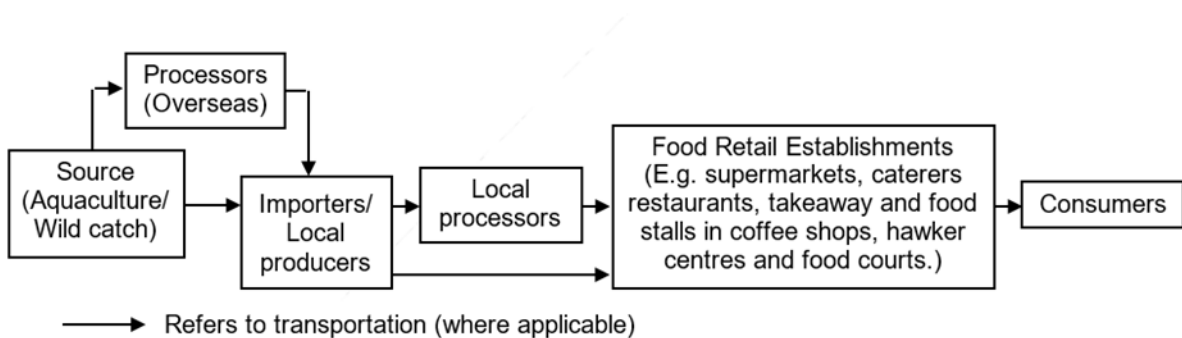 Processors
(Overseas)
Source
(Aquaculture/
Wild catch)
Importers/
Local
producers
Local
processors
Food Retail Establishments
(E.g. supermarkets, caterers
restaurants, takeaway and food
stalls in coffee shops, hawker
centres and food courts.)
Consumers
Refers to transportation (where applicable)